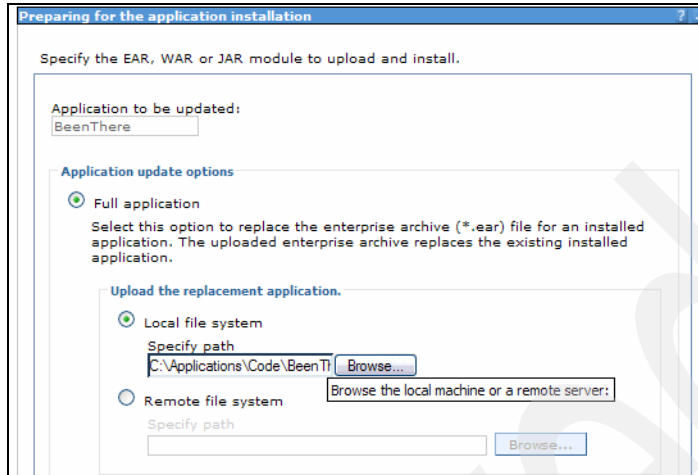 Preparing for the application installation ?
Specify the EAR, WAR or JAR module to upload and install.
Application to be updated:
BeenThere
Application update options
Full application
Select this option to replace the enterprise archive (*.ear) file for an installed
application. The uploaded enterprise archive replaces the existing installed
application.
Upload the replacement application.
Local file system
Specify path
C:\Applications\Code\BeenTh Browse...
Browse the local machine or a remote server:
Remote file system
Specify path
Browse...